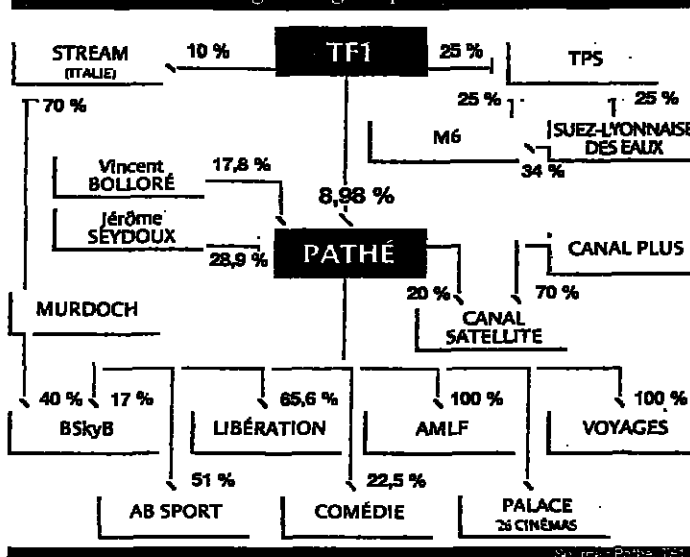 STREAM
(ITALIE)
10 %
TF1
25 %
TPS
70 %
25 %
25 %
M6
SUEZ-LYONNAISE
DES EAUX
34 %
Vincent
BOLLORÉ
17,8 %
8,98 %
Jérôme
SEYDOUX
28,9 %
PATHÉ
CANAL PLUS
20 %
70 %
CANAL
SATELLITE
MURDOCH
40 %
17 %
65,6 %
100 %
100 %
BSkyB
LIBÉRATION
AMLF
VOYAGES
51 %
22,5 %
AB SPORT
COMÉDIE
PALACE
26 CINÉMAS